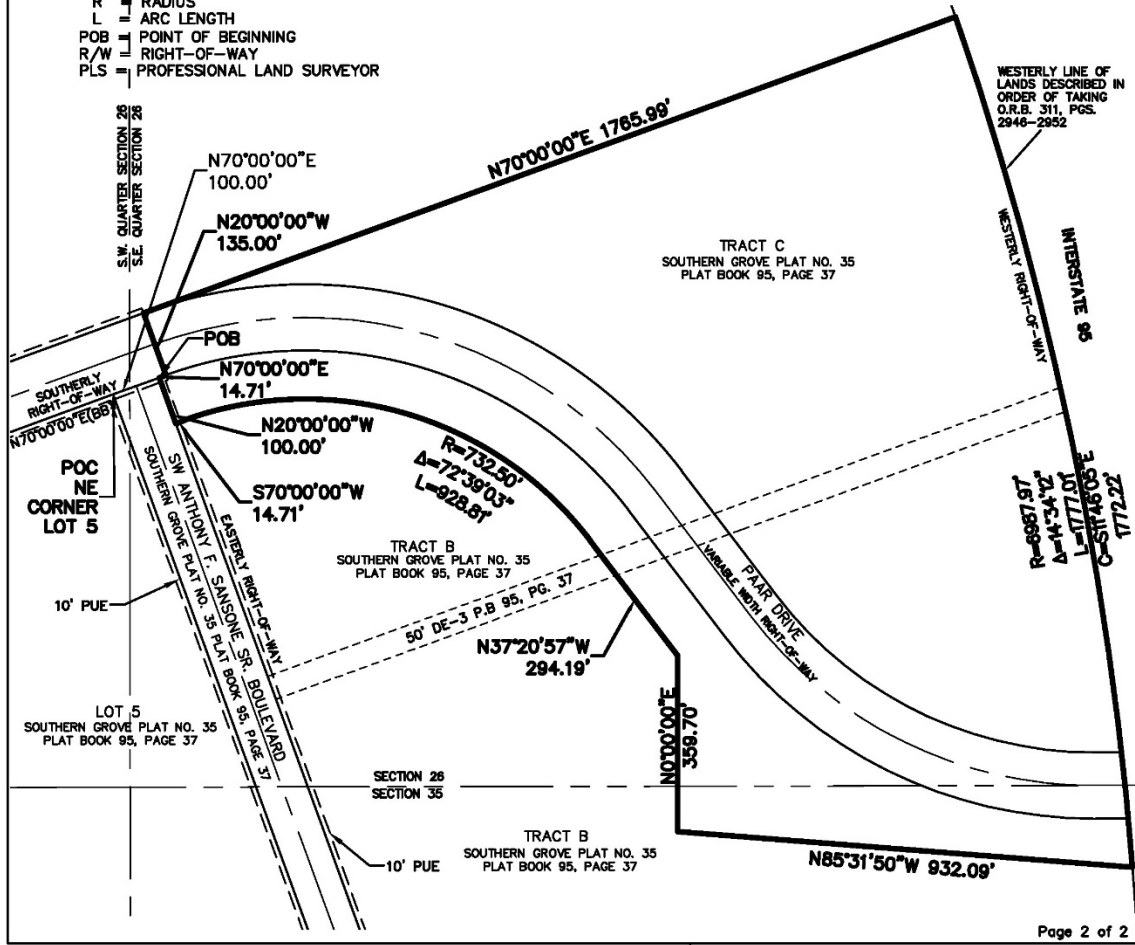 R = RADIUS
L = ARC LENGTH
POB = POINT OF BEGINNING
R/W = RIGHT-OF-WAY
PLS = PROFESSIONAL LAND SURVEYOR
S.W. QUARTER SECTION 26
S.E. QUARTER SECTION 26
N70°00'00"E
100.00'
N20°00'00"W
135.00'
N70°00'00"E 1765.99'
WESTERLY LINE OF
LANDS DESCRIBED IN
ORDER OF TAKING
O.R.B. 311, PGS.
2946-2952
WESTERLY RIGHT-OF-WAY
INTERSTATE 95
TRACT C
SOUTHERN GROVE PLAT NO. 35
PLAT BOOK 95, PAGE 37
POB
N70°00'00"E
14.71'
SOUTHERLY
RIGHT-OF-WAY
N70°00'00"E(BB)
N20°00'00"W
100.00'
POC
NE
CORNER
LOT 5
S70°00'00"W
14.71'
R=732.50'
Δ=72°39'03"
L=928.81'
R=6987.97'
Δ=14°34'12"
L=1777.01'
C=S11°46'05"E
1772.22'
SW ANTHONY F. SANSONE SR. BOULEVARD
SOUTHERN GROVE PLAT NO. 35 PLAT BOOK 95, PAGE 37
EASTERLY RIGHT-OF-WAY
TRACT B
SOUTHERN GROVE PLAT NO. 35
PLAT BOOK 95, PAGE 37
10' PUE
50' DE-3 P.B 95, PG. 37
PAAR DRIVE
VARIABLE WIDTH RIGHT-OF-WAY
N37°20'57"W
294.19'
LOT 5
SOUTHERN GROVE PLAT NO. 35
PLAT BOOK 95, PAGE 37
N0°00'00"E
359.70'
SECTION 26
SECTION 35
TRACT B
SOUTHERN GROVE PLAT NO. 35
PLAT BOOK 95, PAGE 37
10' PUE
N85°31'50"W 932.09'
Page 2 of 2